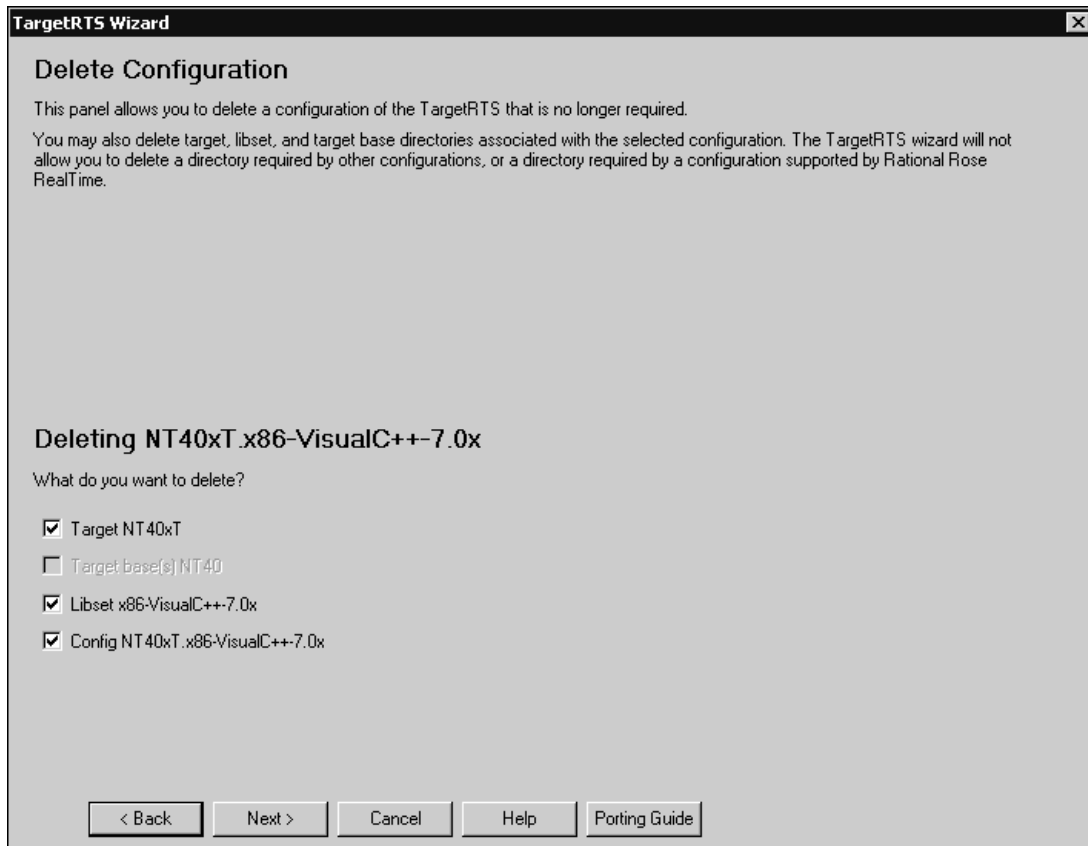 TargetRTS Wizard
Delete Configuration
This panel allows you to delete a configuration of the TargetRTS that is no longer required.
You may also delete target, libset, and target base directories associated with the selected configuration. The TargetRTS wizard will not
allow you to delete a directory required by other configurations, or a directory required by a configuration supported by Rational Rose
RealTime.
Deleting NT40xT.x86-VisualC++-7.0x
What do you want to delete?
Target NT40xT
Target base(s) NT40
Libset x86-VisualC++-7.0x
Config NT40xT.x86-VisualC++-7.0x
< Back Next > Cancel Help Porting Guide